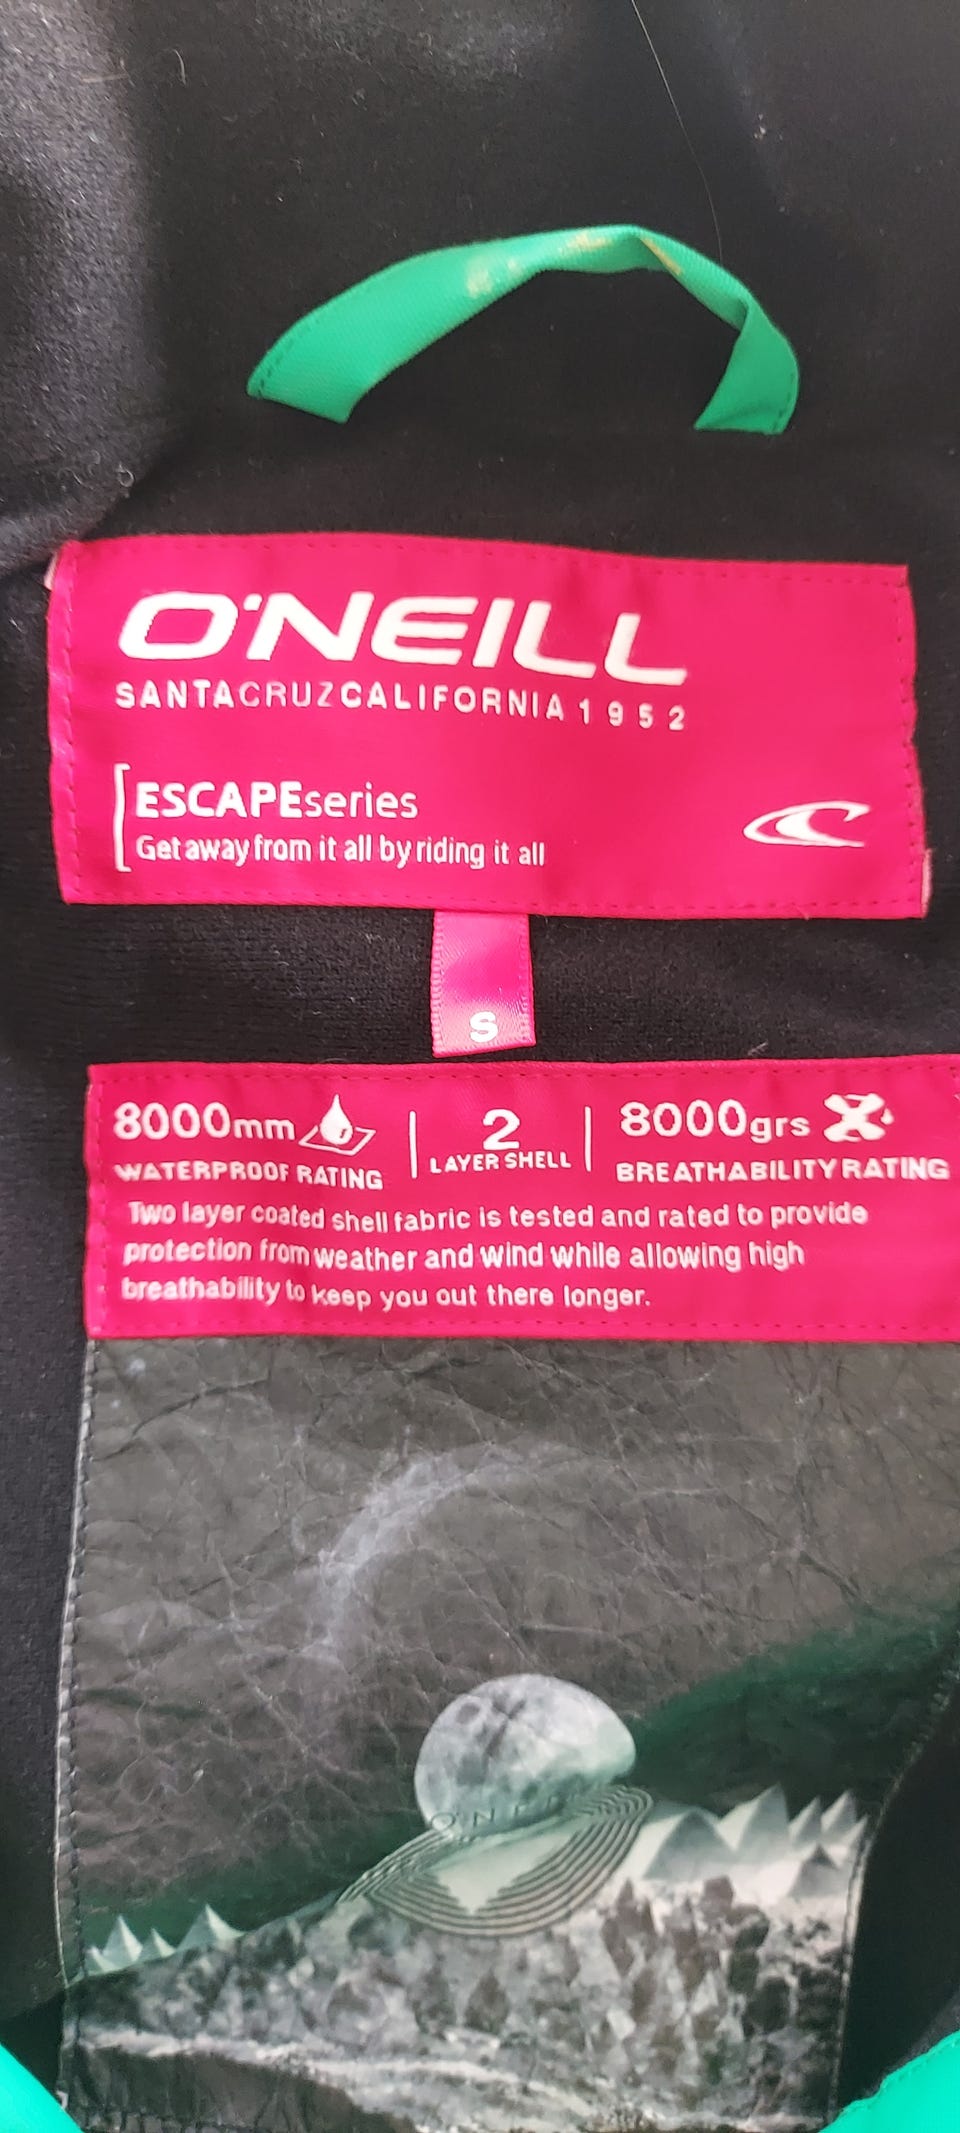 O'NEILL
SANTACRUZCALIFORNIA 1952
ESCAPEseries
Get away from it all by riding it all
S
8000mm
WATERPROOF RATING
2
LAYER SHELL
8000grs
BREATHABILITY RATING
Two layer coated shell fabric is tested and rated to provide
protection from weather and wind while allowing high
breathability to keep you out there longer.